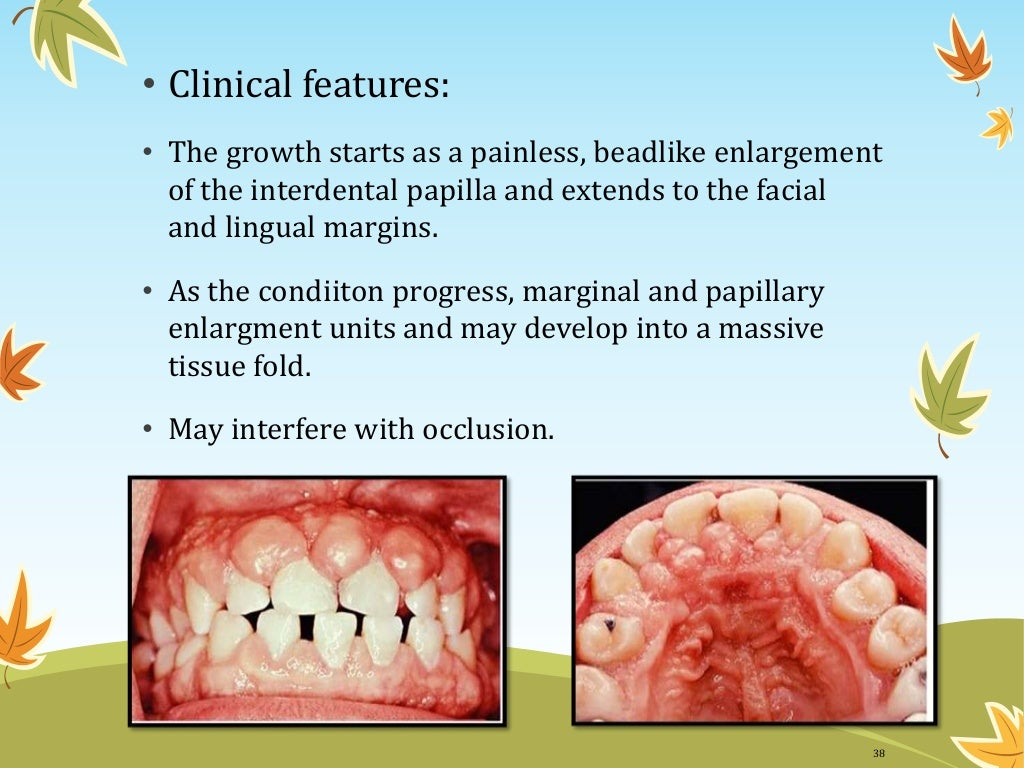 • Clinical features:
• The growth starts as a painless, beadlike enlargement
of the interdental papilla and extends to the facial
and lingual margins.
• As the condiiton progress, marginal and papillary
enlargment units and may develop into a massive
tissue fold.
• May interfere with occlusion.
38